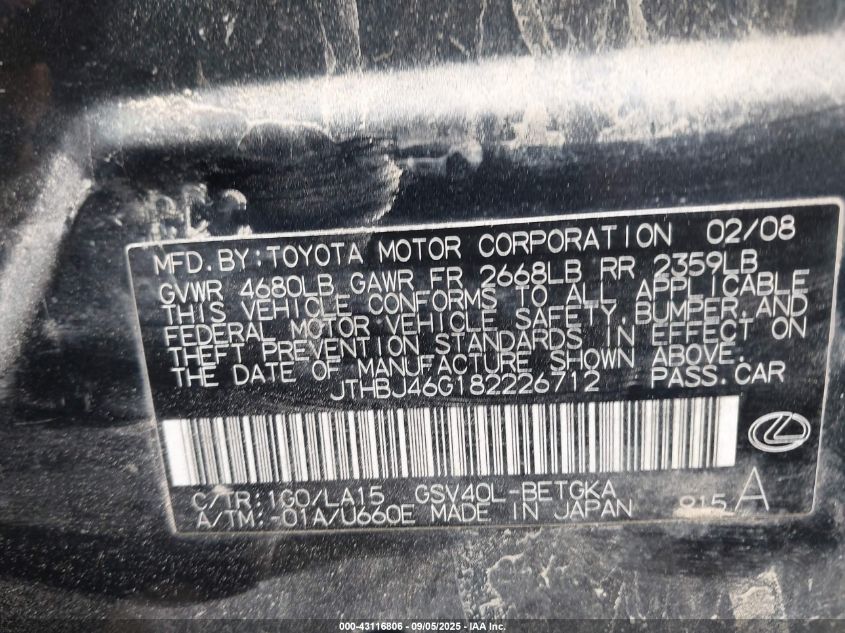 MFD.BY:TOYOTA MOTOR CORPORATION 02/08
GVWR 4680LB GAWR FR 2668LB RR 2359LB
THIS VEHICLE CONFORMS TO ALL APPLICABLE
FEDERAL MOTOR VEHICLE SAFETY,BUMPER,AND
THEFT PREVENTION STANDARDS IN EFFECT ON
THE DATE OF MANUFACTURE SHOWN ABOVE.
JTHBJ46G182226712 PASS.CAR
C/TR:1G0/LA15 GSV40L-BETGKA
A/TM:-01A/U660E MADE IN JAPAN 915 A
000-43116806 - 09/05/2025 - IAA Inc.